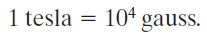 1 tesla = 10⁴ gauss.